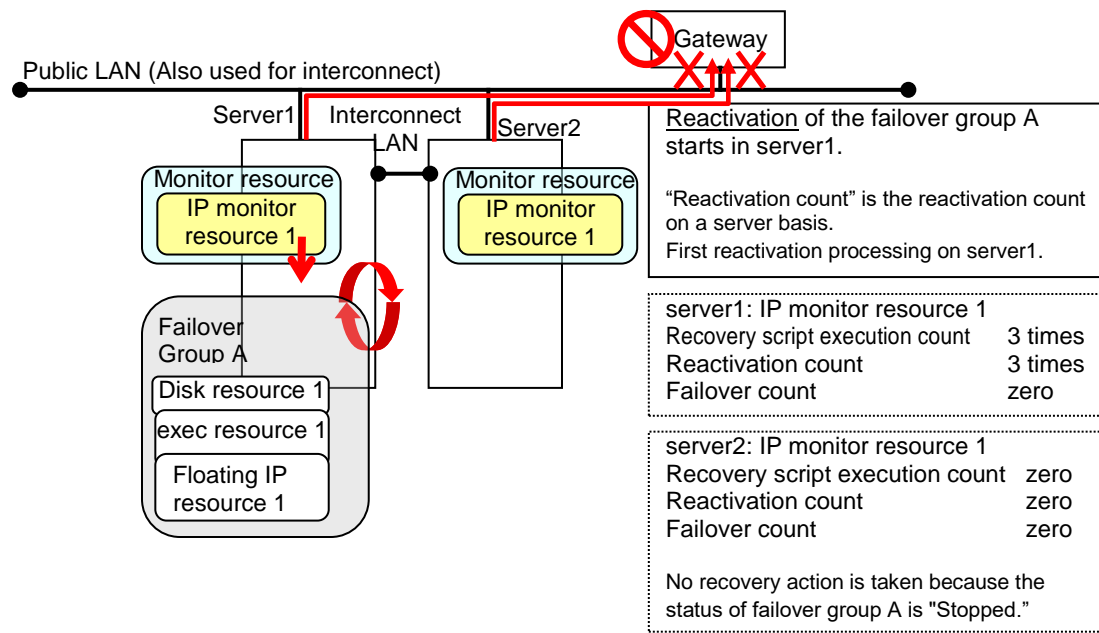 Gateway
Public LAN (Also used for interconnect)
Server1
Interconnect
LAN
Server2
Monitor resource
IP monitor
resource 1
Monitor resource
IP monitor
resource 1
Failover
Group A
Disk resource 1
exec resource 1
Floating IP
resource 1
Reactivation of the failover group A
starts in server1.
“Reactivation count” is the reactivation count
on a server basis.
First reactivation processing on server1.
server1: IP monitor resource 1
Recovery script execution count 3 times
Reactivation count 3 times
Failover count zero
server2: IP monitor resource 1
Recovery script execution count zero
Reactivation count zero
Failover count zero
No recovery action is taken because the
status of failover group A is "Stopped.”